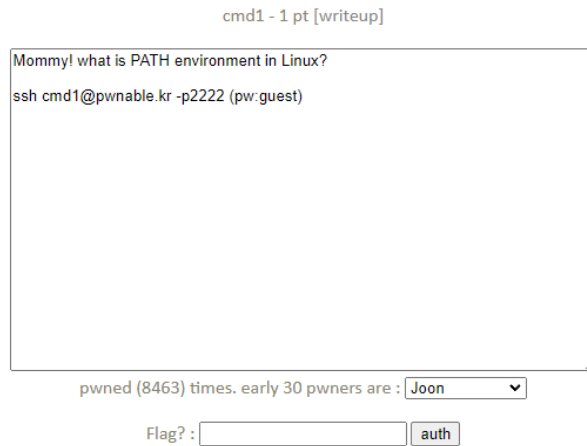 cmd1 - 1 pt [writeup]
Mommy! what is PATH environment in Linux?
ssh cmd1@pwnable.kr -p2222 (pw:guest)
pwned (8463) times. early 30 pwners are : Joon
Flag? : auth